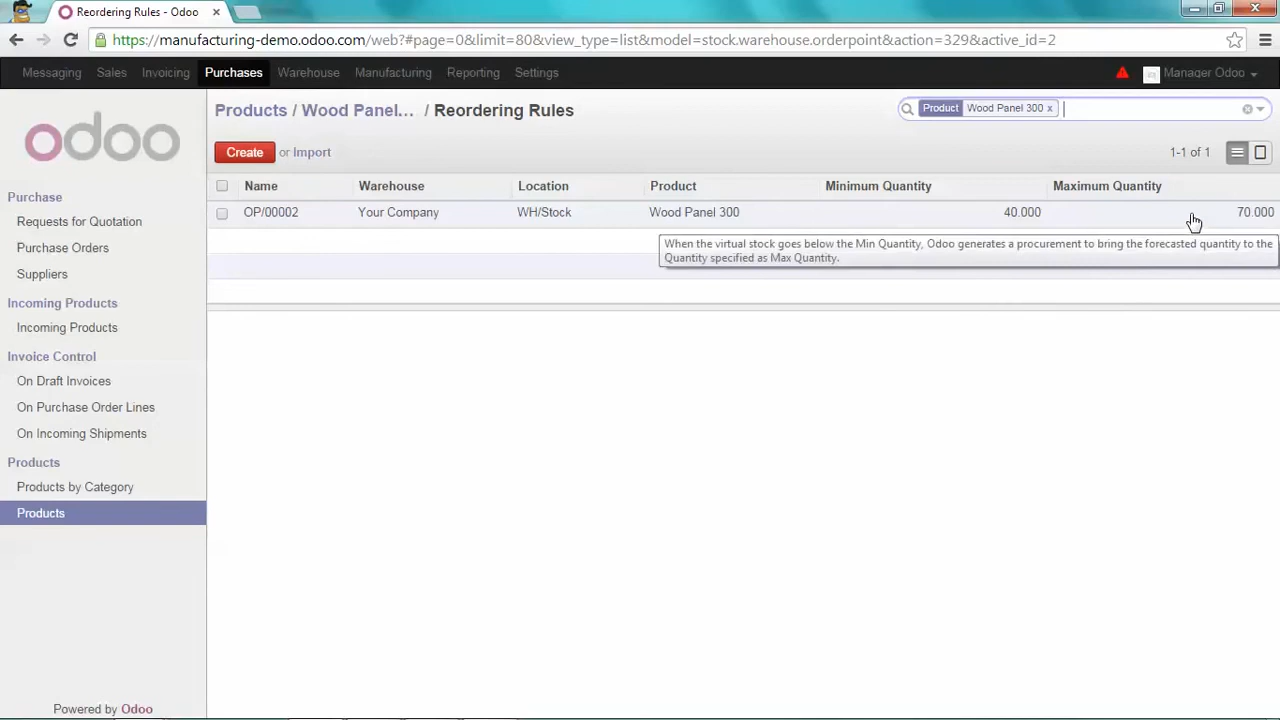 Reordering Rules - Odoo
https://manufacturing-demo.odoo.com/web?#page=0&limit=80&view_type=list&model=stock.warehouse.orderpoint&action=329&active_id=2
Messaging Sales Invoicing Purchases Warehouse Manufacturing Reporting Settings Manager Odoo
odoo
Products / Wood Panel... / Reordering Rules
Product Wood Panel 300 x
Create or Import
1-1 of 1
Name Warehouse Location Product Minimum Quantity Maximum Quantity
OP/00002 Your Company WH/Stock Wood Panel 300 40.000 70.000
When the virtual stock goes below the Min Quantity, Odoo generates a procurement to bring the forecasted quantity to the
Quantity specified as Max Quantity.
Purchase
Requests for Quotation
Purchase Orders
Suppliers
Incoming Products
Incoming Products
Invoice Control
On Draft Invoices
On Purchase Order Lines
On Incoming Shipments
Products
Products by Category
Products
Powered by Odoo